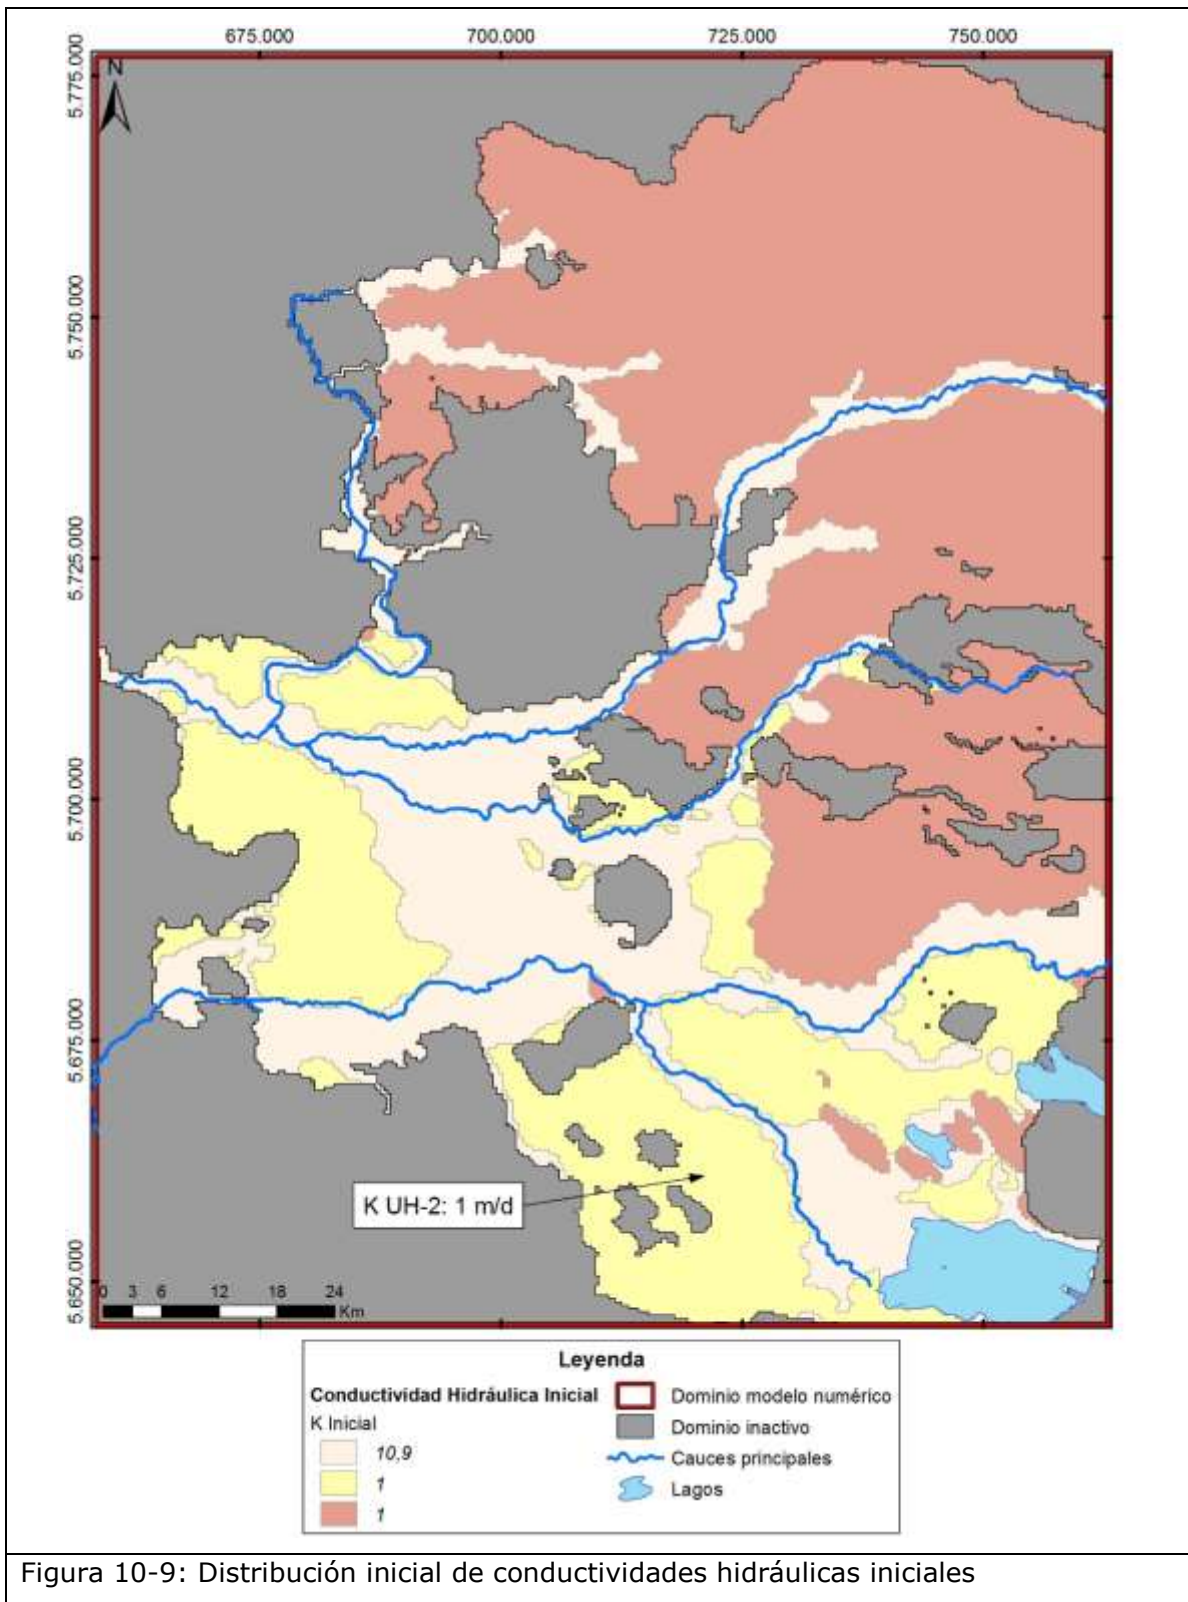 675.000 700.000 725.000 750.000
5.775.000
N
5.750.000
5.725.000
5.700.000
5.675.000
K UH-2: 1 m/d
5.650.000
0 3 6 12 18 24
Km
Leyenda
Conductividad Hidráulica Inicial
K Inicial
10,9
1
1
Dominio modelo numérico
Dominio inactivo
Cauces principales
Lagos
Figura 10-9: Distribución inicial de conductividades hidráulicas iniciales